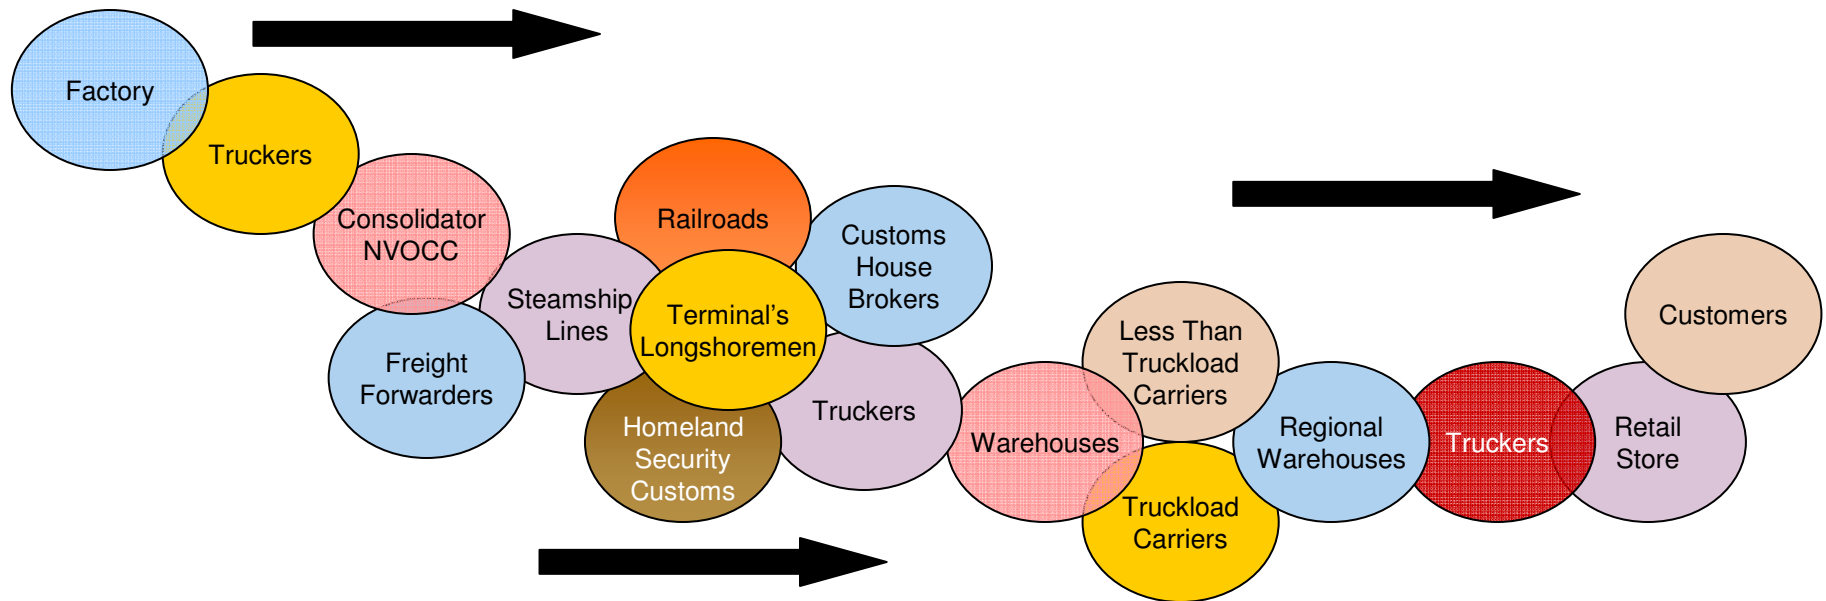 Factory
Truckers
Consolidator
NVOCC
Freight
Forwarders
Steamship
Lines
Railroads
Terminal's
Longshoremen
Homeland
Security
Customs
Customs
House
Brokers
Truckers
Warehouses
Less Than
Truckload
Carriers
Truckload
Carriers
Regional
Warehouses
Truckers
Retail
Store
Customers